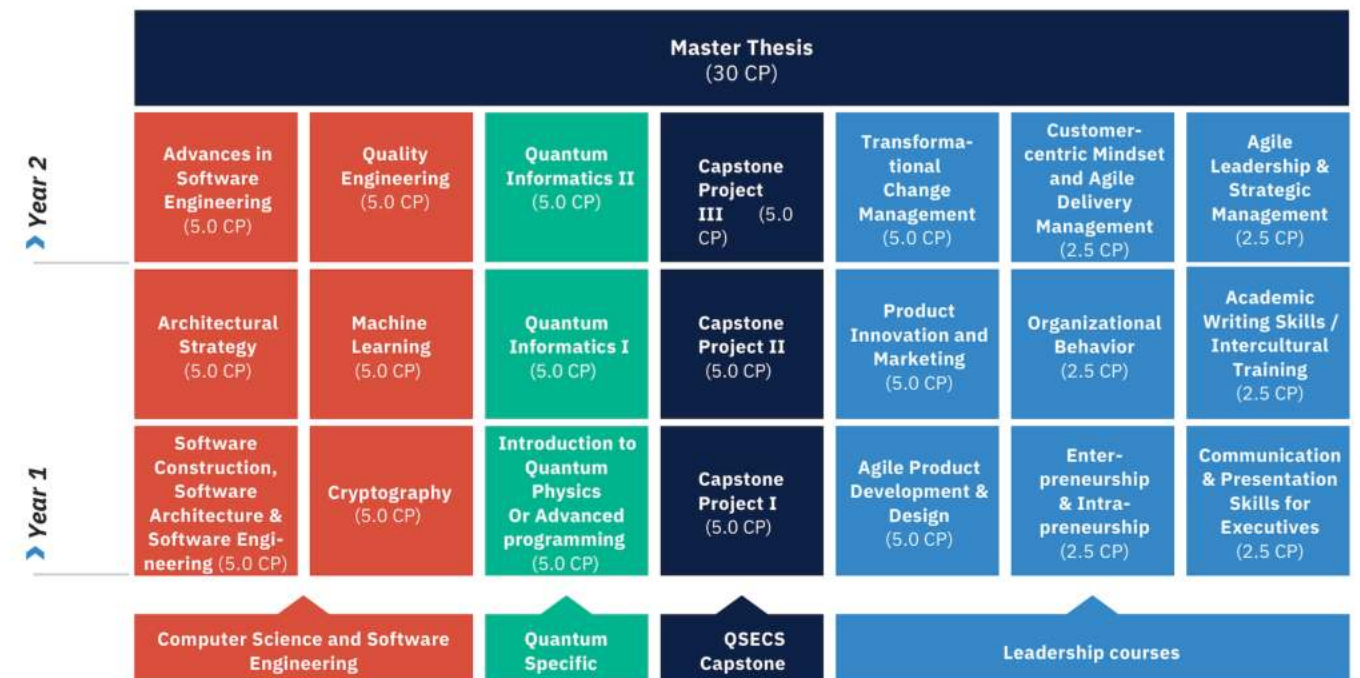 Master Thesis
(30 CP)
Year 2
Advances in
Software
Engineering
(5.0 CP)
Quality
Engineering
(5.0 CP)
Quantum
Informatics II
(5.0 CP)
Capstone
Project
III (5.0
CP)
Transforma-
tional
Change
Management
(5.0 CP)
Customer-
centric Mindset
and Agile
Delivery
Management
(2.5 CP)
Agile
Leadership &
Strategic
Management
(2.5 CP)
Architectural
Strategy
(5.0 CP)
Machine
Learning
(5.0 CP)
Quantum
Informatics I
(5.0 CP)
Capstone
Project II
(5.0 CP)
Product
Innovation and
Marketing
(5.0 CP)
Organizational
Behavior
(2.5 CP)
Academic
Writing Skills /
Intercultural
Training
(2.5 CP)
Year 1
Software
Construction,
Software
Architecture &
Software Engi-
neering (5.0 CP)
Cryptography
(5.0 CP)
Introduction to
Quantum
Physics
Or Advanced
programming
(5.0 CP)
Capstone
Project I
(5.0 CP)
Agile Product
Development &
Design
(5.0 CP)
Enter-
preneurship
& Intra-
preneurship
(2.5 CP)
Communication
& Presentation
Skills for
Executives
(2.5 CP)
Computer Science and Software
Engineering
Quantum
Specific
QSECS
Capstone
Leadership courses